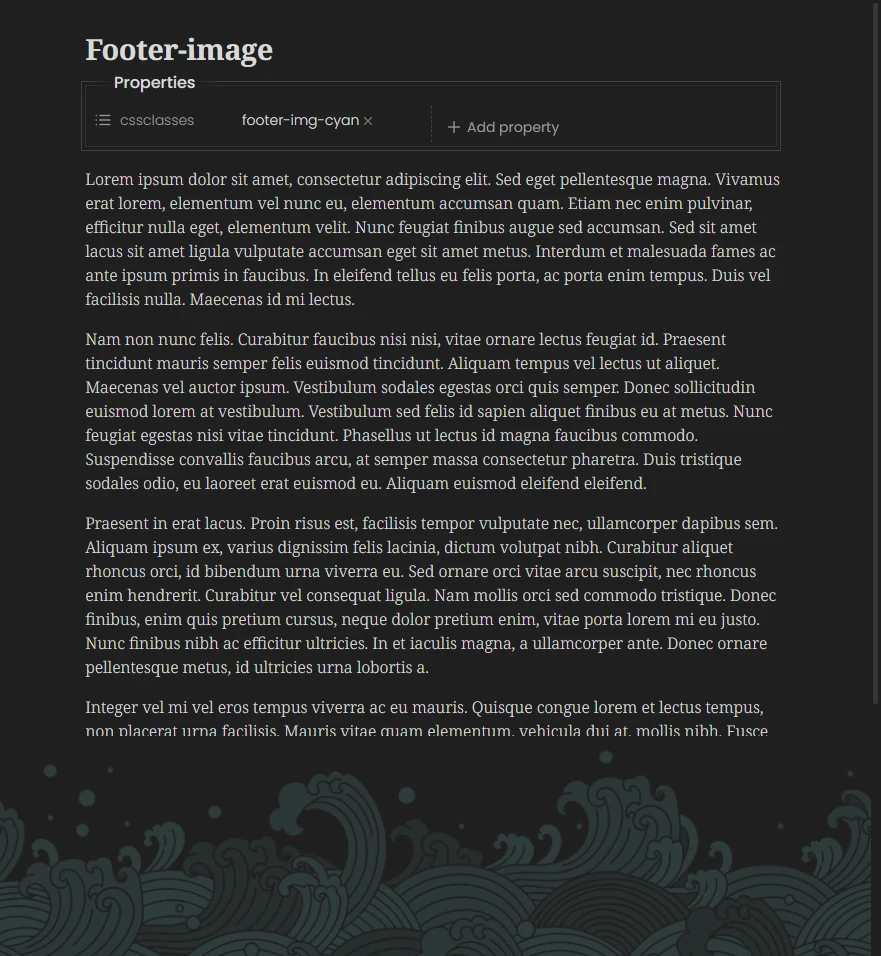 Footer-image
Properties
cssclasses footer-img-cyan × + Add property
Lorem ipsum dolor sit amet, consectetur adipiscing elit. Sed eget pellentesque magna. Vivamus
erat lorem, elementum vel nunc eu, elementum accumsan quam. Etiam nec enim pulvinar,
efficitur nulla eget, elementum velit. Nunc feugiat finibus augue sed accumsan. Sed sit amet
lacus sit amet ligula vulputate accumsan eget sit amet metus. Interdum et malesuada fames ac
ante ipsum primis in faucibus. In eleifend tellus eu felis porta, ac porta enim tempus. Duis vel
facilisis nulla. Maecenas id mi lectus.
Nam non nunc felis. Curabitur faucibus nisi nisi, vitae ornare lectus feugiat id. Praesent
tincidunt mauris semper felis euismod tincidunt. Aliquam tempus vel lectus ut aliquet.
Maecenas vel auctor ipsum. Vestibulum sodales egestas orci quis semper. Donec sollicitudin
euismod lorem at vestibulum. Vestibulum sed felis id sapien aliquet finibus eu at metus. Nunc
feugiat egestas nisi vitae tincidunt. Phasellus ut lectus id magna faucibus commodo.
Suspendisse convallis faucibus arcu, at semper massa consectetur pharetra. Duis tristique
sodales odio, eu laoreet erat euismod eu. Aliquam euismod eleifend eleifend.
Praesent in erat lacus. Proin risus est, facilisis tempor vulputate nec, ullamcorper dapibus sem.
Aliquam ipsum ex, varius dignissim felis lacinia, dictum volutpat nibh. Curabitur aliquet
rhoncus orci, id bibendum urna viverra eu. Sed ornare orci vitae arcu suscipit, nec rhoncus
enim hendrerit. Curabitur vel consequat ligula. Nam mollis orci sed commodo tristique. Donec
finibus, enim quis pretium cursus, neque dolor pretium enim, vitae porta lorem mi eu justo.
Nunc finibus nibh ac efficitur ultricies. In et iaculis magna, a ullamcorper ante. Donec ornare
pellentesque metus, id ultricies urna lobortis a.
Integer vel mi vel eros tempus viverra ac eu mauris. Quisque congue lorem et lectus tempus,
non placerat urna facilisis. Mauris vitae quam elementum, vehicula dui at, mollis nibh. Fusce